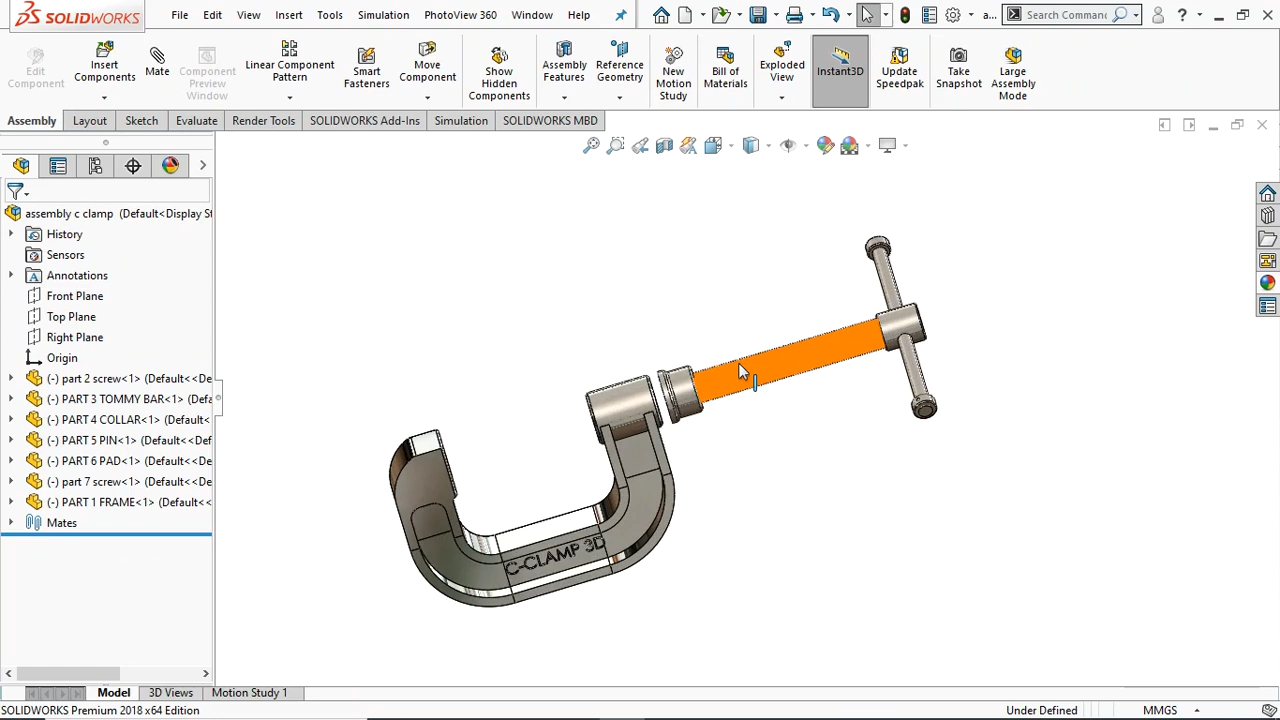 SOLIDWORKS
File Edit View Insert Tools Simulation PhotoView 360 Window Help
a...
Search Commanc
?
Edit Component
Insert Components
Mate
Component Preview Window
Linear Component Pattern
Smart Fasteners
Move Component
Show Hidden Components
Assembly Features
Reference Geometry
New Motion Study
Bill of Materials
Exploded View
Instant3D
Update Speedpak
Take Snapshot
Large Assembly Mode
Assembly Layout Sketch Evaluate Render Tools SOLIDWORKS Add-Ins Simulation SOLIDWORKS MBD
assembly c clamp (Default<Display St
History
Sensors
Annotations
Front Plane
Top Plane
Right Plane
Origin
(-) part 2 screw<1> (Default<<De
(-) PART 3 TOMMY BAR<1> (Defa
(-) PART 4 COLLAR<1> (Default<
(-) PART 5 PIN<1> (Default<<Def
(-) PART 6 PAD<1> (Default<<De
(-) part 7 screw<1> (Default<<De
(-) PART 1 FRAME<1> (Default<<
Mates
C-CLAMP 3D
Model 3D Views Motion Study 1
SOLIDWORKS Premium 2018 x64 Edition
Under Defined
MMGS